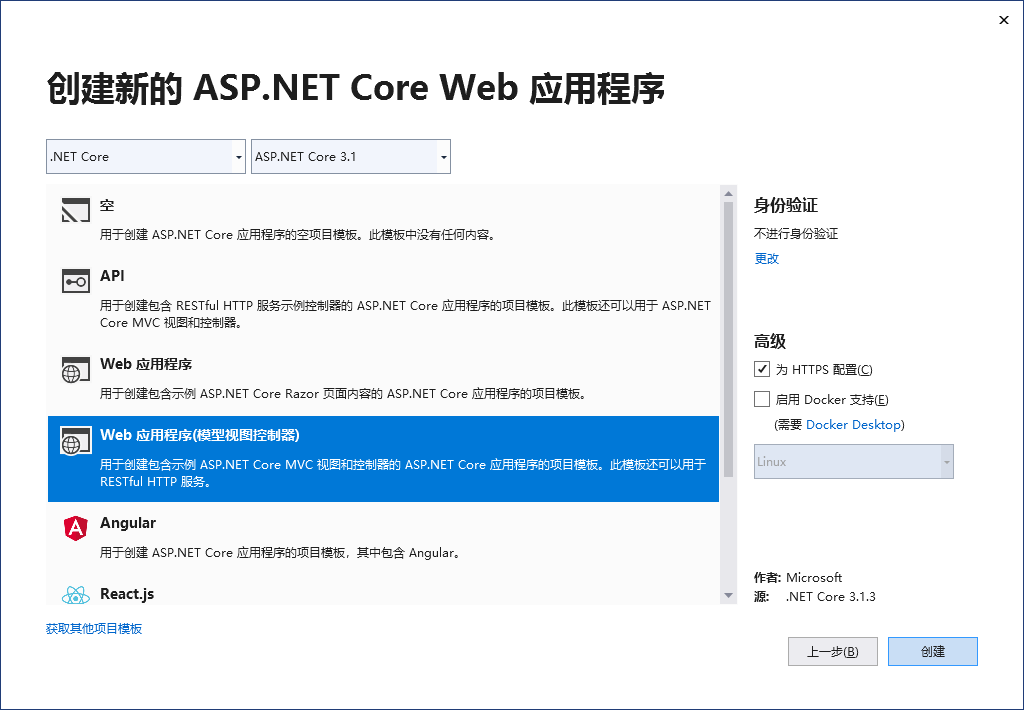 创建新的 ASP.NET Core Web 应用程序
.NET Core
ASP.NET Core 3.1
空
用于创建 ASP.NET Core 应用程序的空项目模板。此模板中没有任何内容。
API
用于创建包含 RESTful HTTP 服务示例控制器的 ASP.NET Core 应用程序的项目模板。此模板还可以用于 ASP.NET
Core MVC 视图和控制器。
Web 应用程序
用于创建包含示例 ASP.NET Core Razor 页面内容的 ASP.NET Core 应用程序的项目模板。
Web 应用程序(模型视图控制器)
用于创建包含示例 ASP.NET Core MVC 视图和控制器的 ASP.NET Core 应用程序的项目模板。此模板还可以用于
RESTful HTTP 服务。
Angular
用于创建 ASP.NET Core 应用程序的项目模板，其中包含 Angular。
React.js
获取其他项目模板
身份验证
不进行身份验证
更改
高级
为 HTTPS 配置(C)
启用 Docker 支持(E)
(需要 Docker Desktop)
Linux
作者: Microsoft
源: .NET Core 3.1.3
上一步(B)
创建